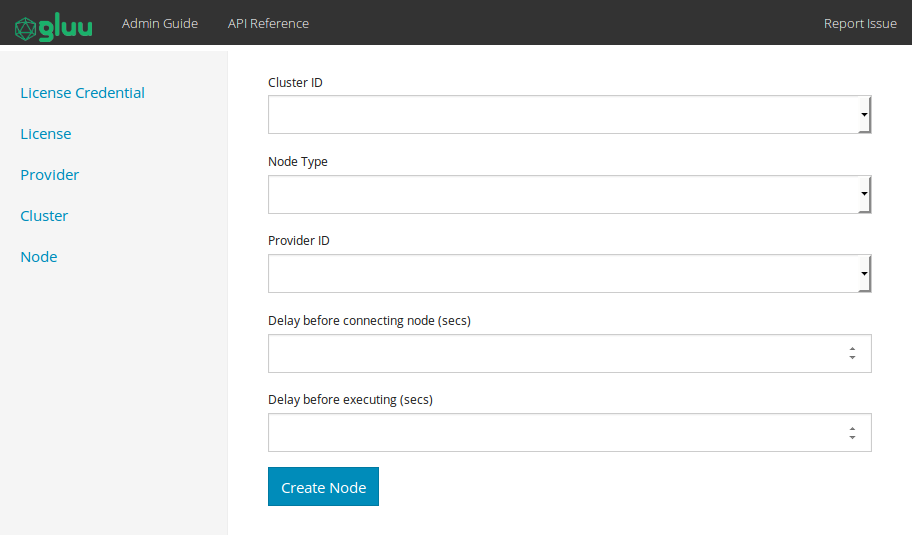 gluu
Admin Guide
API Reference
Report Issue
License Credential
License
Provider
Cluster
Node
Cluster ID
Node Type
Provider ID
Delay before connecting node (secs)
Delay before executing (secs)
Create Node